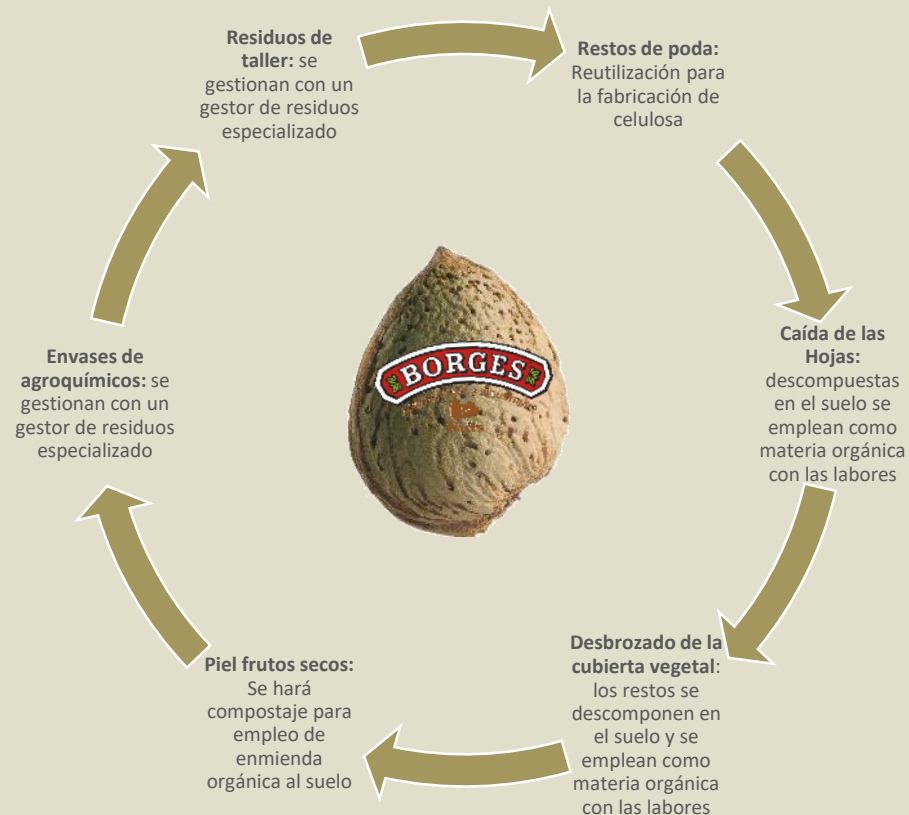 Residuos de
taller: se
gestionan con un
gestor de residuos
especializado
Restos de poda:
Reutilización para
la fabricación de
celulosa
Caída de las
Hojas:
descompuestas
en el suelo se
emplean como
materia orgánica
con las labores
Desbrozado de la
cubierta vegetal:
los restos se
descomponen en
el suelo y se
emplean como
materia orgánica
con las labores
Piel frutos secos:
Se hará
compostaje para
empleo de
enmienda
orgánica al suelo
Envases de
agroquímicos: se
gestionan con un
gestor de residuos
especializado
BORGES